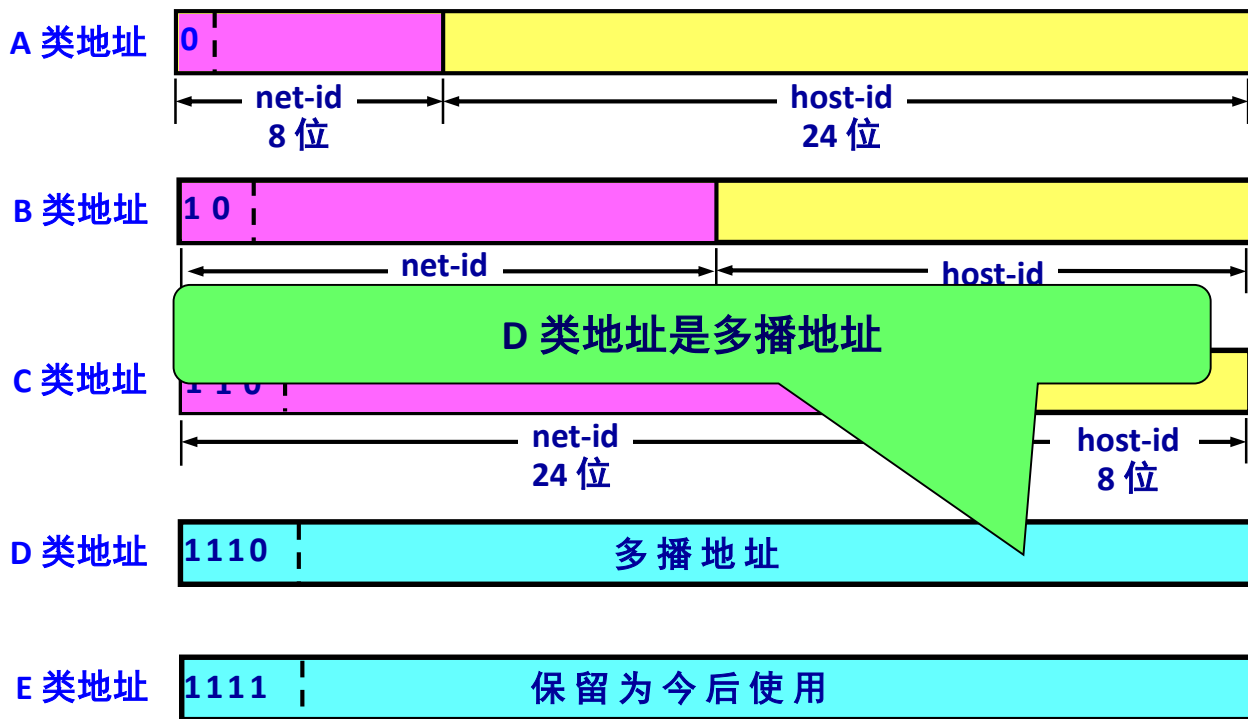 A 类地址
0
net-id
8 位
host-id
24 位
B 类地址
1 0
net-id
host-id
D 类地址是多播地址
C 类地址
1 1 0
net-id
24 位
host-id
8 位
D 类地址
1110
多 播 地 址
E 类地址
1111
保 留 为 今 后 使 用